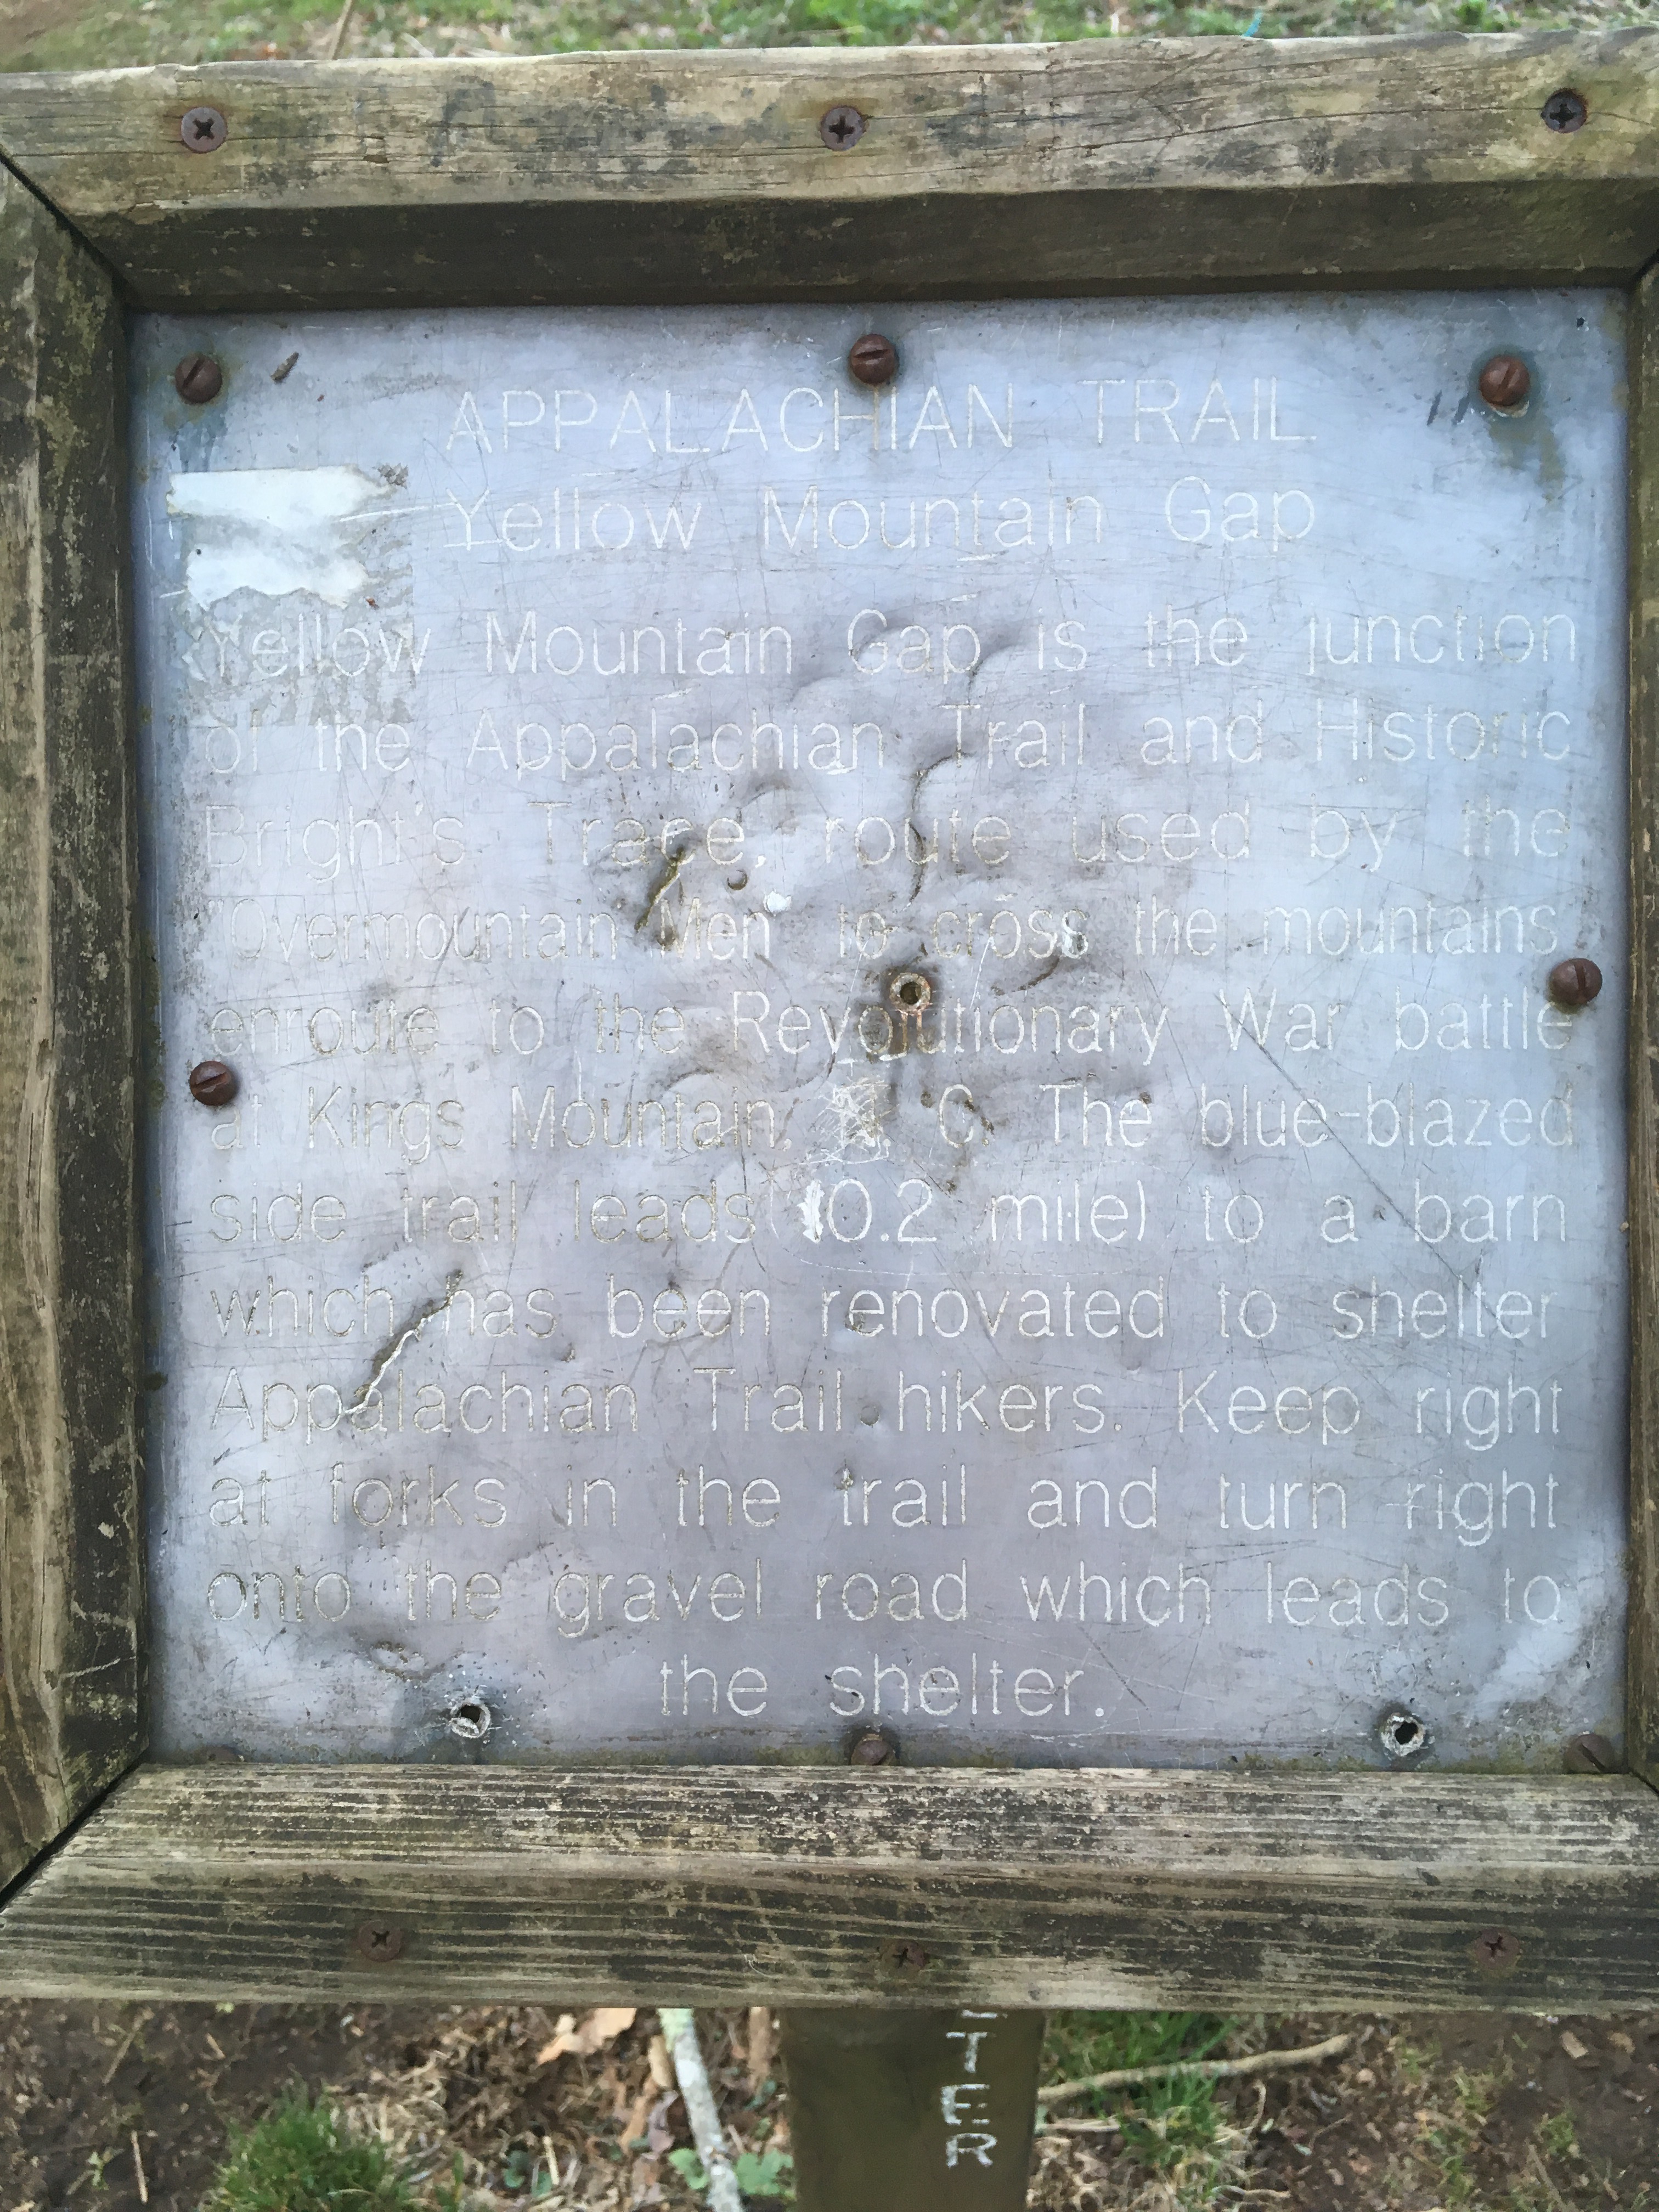 APPALACHIAN TRAIL
Yellow Mountain Gap
Yellow Mountain Gap is the junction
of the Appalachian Trail and Historic
Bright's Trace, route used by the
"Overmountain Men" to cross the mountains
enroute to the Revolutionary War battle
at Kings Mountain, C. The blue-blazed
side trail leads (0.2 mile) to a barn
which has been renovated to shelter
Appalachian Trail hikers. Keep right
at forks in the trail and turn right
onto the gravel road which leads to
the shelter.
T
E
R